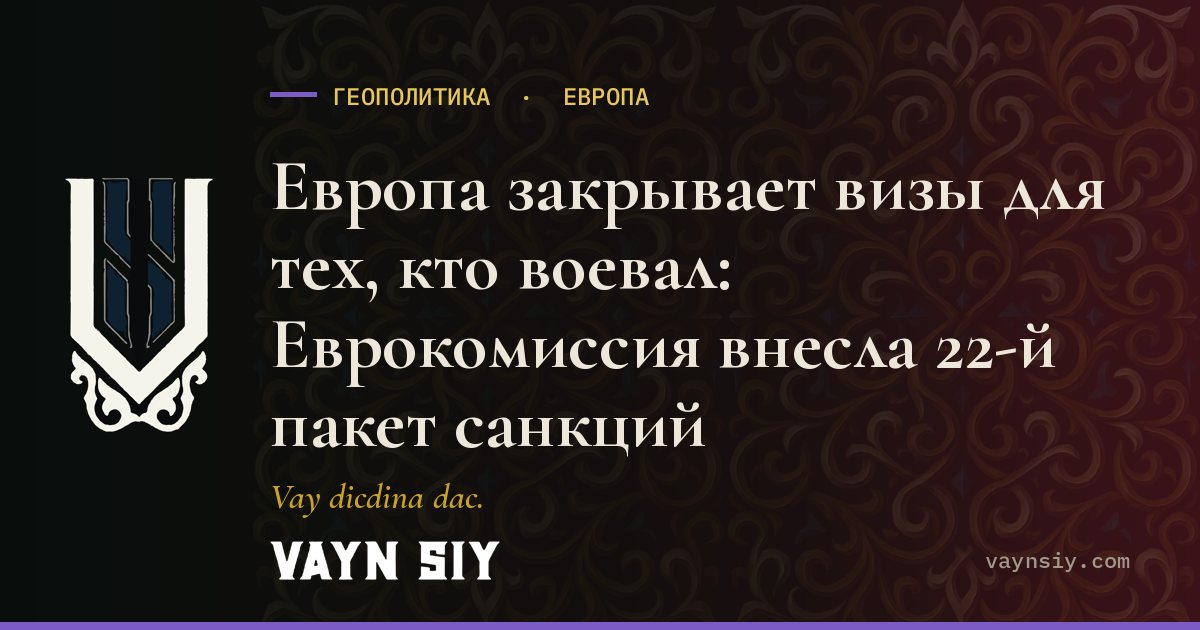 ГЕОПОЛИТИКА · ЕВРОПА
Европа закрывает визы для
тех, кто воевал:
Еврокомиссия внесла 22-й
пакет санкций
Vay dicdina dac.
VAYN SIY
vaynsiy.com